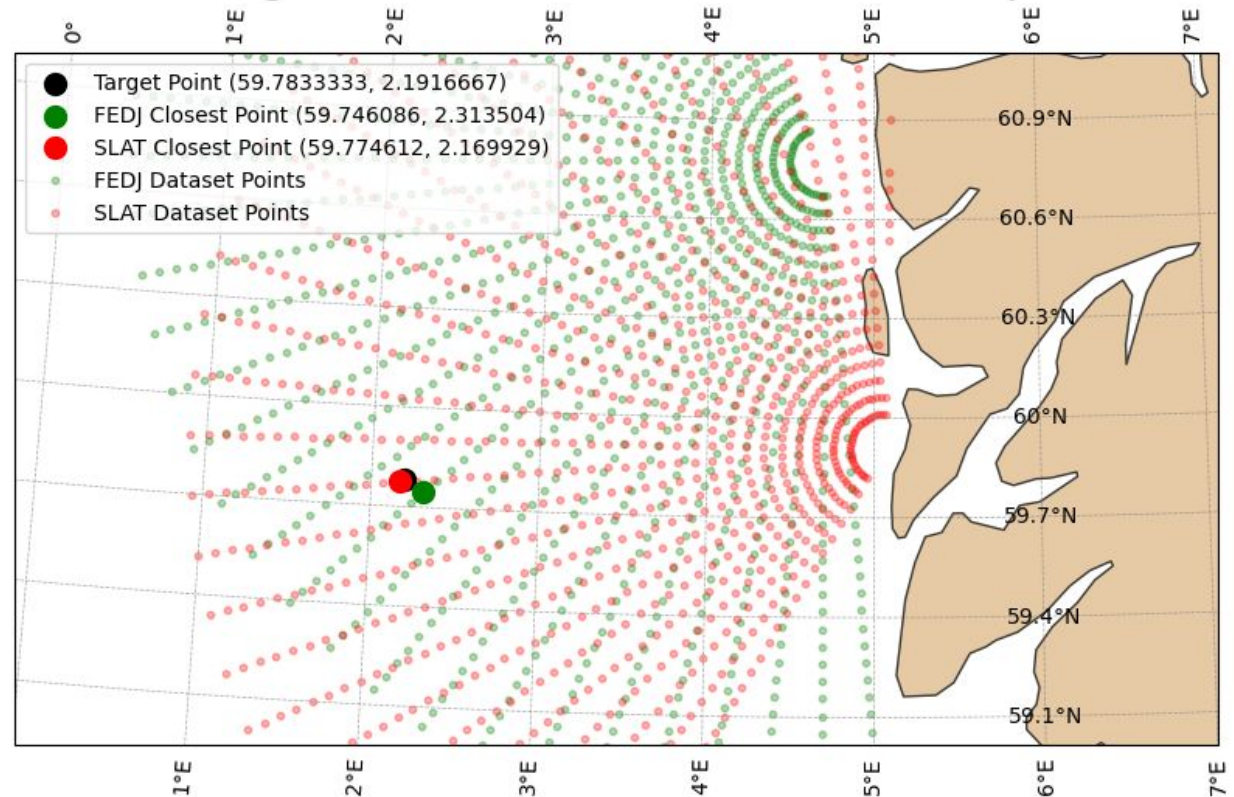 0°
1°E
2°E
3°E
4°E
5°E
6°E
7°E
Target Point (59.7833333, 2.1916667)
FEDJ Closest Point (59.746086, 2.313504)
SLAT Closest Point (59.774612, 2.169929)
FEDJ Dataset Points
SLAT Dataset Points
60.9°N
60.6°N
60.3°N
60°N
59.7°N
59.4°N
59.1°N
1°E
2°E
3°E
4°E
5°E
6°E
7°E